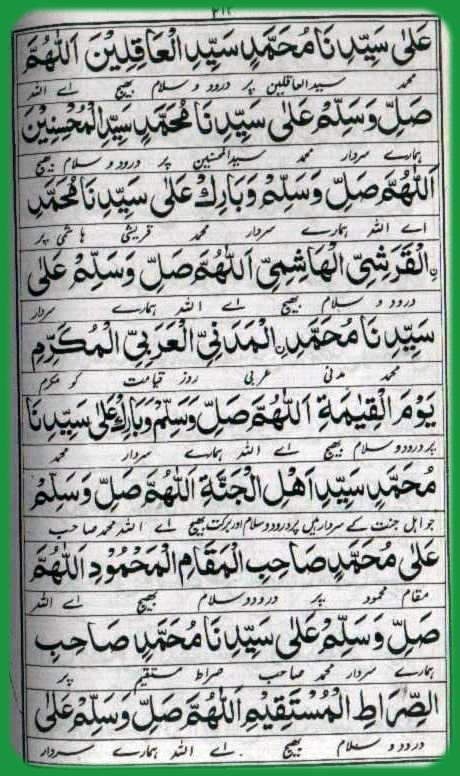 ۲۱۲
عَلٰى سَيِّدِنَا مُحَمَّدٍ سَيِّدِ الْعَاقِلِيْنَ اَللّٰهُمَّ
محمد سید العاقلین پر درود و سلام بھیج اے اللہ
صَلِّ وَسَلِّمْ عَلٰى سَيِّدِنَا مُحَمَّدٍ سَيِّدِ الْمُحْسِنِيْنَ
ہمارے سردار محمد سید المحسنین پر درود و سلام بھیج
اَللّٰهُمَّ صَلِّ وَسَلِّمْ وَبَارِكْ عَلٰى سَيِّدِنَا مُحَمَّدِ
اے اللہ ہمارے سردار محمد قریشی ہاشمی پر
نِ الْقَرَشِيِّ الْهَاشِمِيِّ اَللّٰهُمَّ صَلِّ وَسَلِّمْ عَلٰى
درود و سلام بھیج اے اللہ ہمارے سردار
سَيِّدِنَا مُحَمَّدِ نِ الْمَدَنِيِّ الْعَرَبِيِّ الْمُكَرَّمِ
محمد مدنی عربی روز قیامت کو مکرم
يَوْمَ الْقِيٰمَةِ اَللّٰهُمَّ صَلِّ وَسَلِّمْ وَبَارِكْ عَلٰى سَيِّدِنَا
پر درود و سلام بھیج اے اللہ ہمارے سردار محمد
مُحَمَّدٍ سَيِّدِ اَهْلِ الْجَنَّةِ اَللّٰهُمَّ صَلِّ وَسَلِّمْ
جو اہل جنت کے سردار ہیں پر درود و سلام اور برکت بھیج اے اللہ محمد صاحب
عَلٰى مُحَمَّدٍ صَاحِبِ الْمَقَامِ الْمَحْمُوْدِ اَللّٰهُمَّ
مقام محمود پر درود و سلام بھیج اے اللہ
صَلِّ وَسَلِّمْ عَلٰى سَيِّدِنَا مُحَمَّدٍ صَاحِبِ
ہمارے سردار محمد صاحب صراط مستقیم پر
الصِّرَاطِ الْمُسْتَقِيْمِ اَللّٰهُمَّ صَلِّ وَسَلِّمْ عَلٰى
درود و سلام بھیج۔ اے اللہ ہمارے سردار